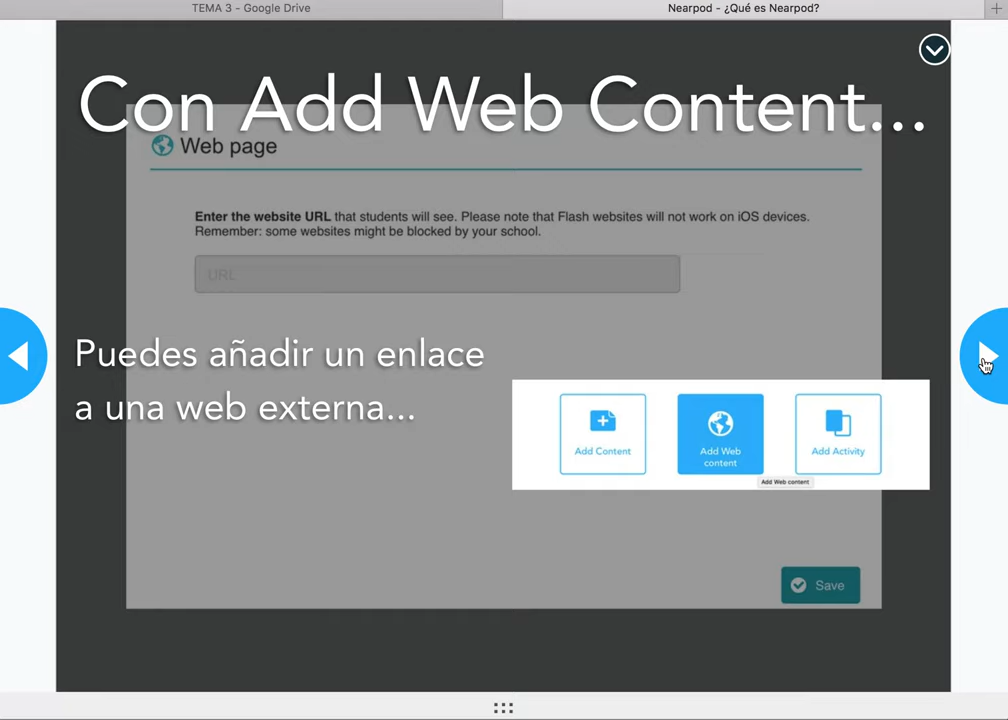 TEMA 3 - Google Drive
Nearpod - ¿Qué es Nearpod?
Con Add Web Content...
Web page
Enter the website URL that students will see. Please note that Flash websites will not work on iOS devices.
Remember: some websites might be blocked by your school.
URL
Puedes añadir un enlace
a una web externa...
Add Content
Add Web
content
Add Activity
Add Web content
Save